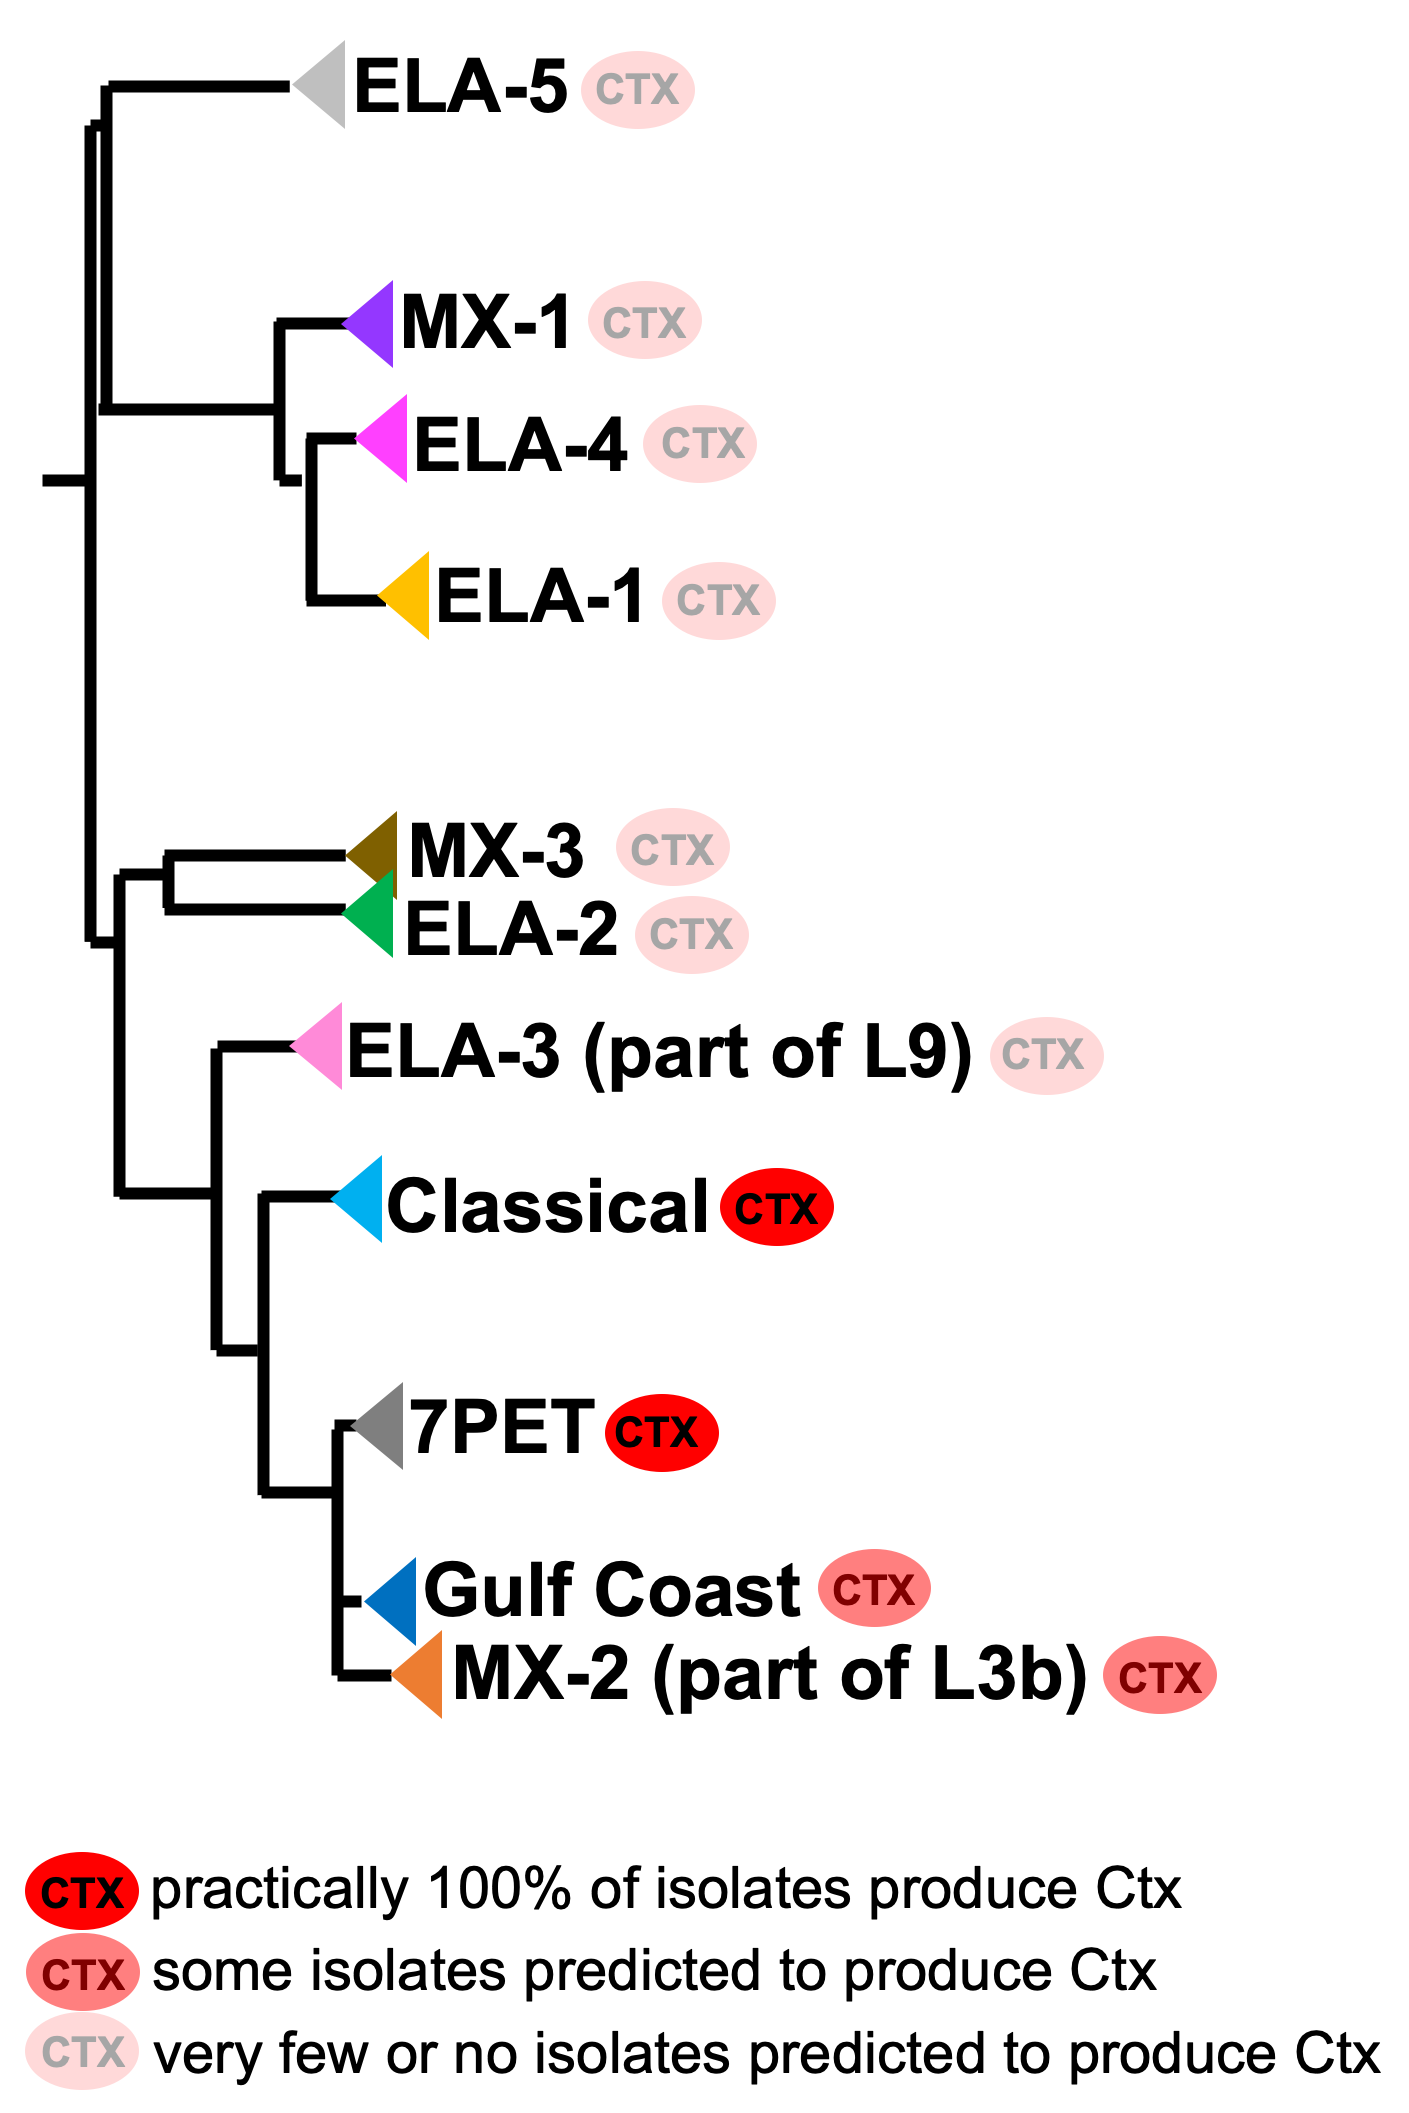 ELA-5 CTX
MX-1 CTX
ELA-4 CTX
ELA-1 CTX
MX-3 CTX
ELA-2 CTX
ELA-3 (part of L9) CTX
Classical CTX
7PET CTX
Gulf Coast CTX
MX-2 (part of L3b) CTX
CTX practically 100% of isolates produce Ctx
CTX some isolates predicted to produce Ctx
CTX very few or no isolates predicted to produce Ctx